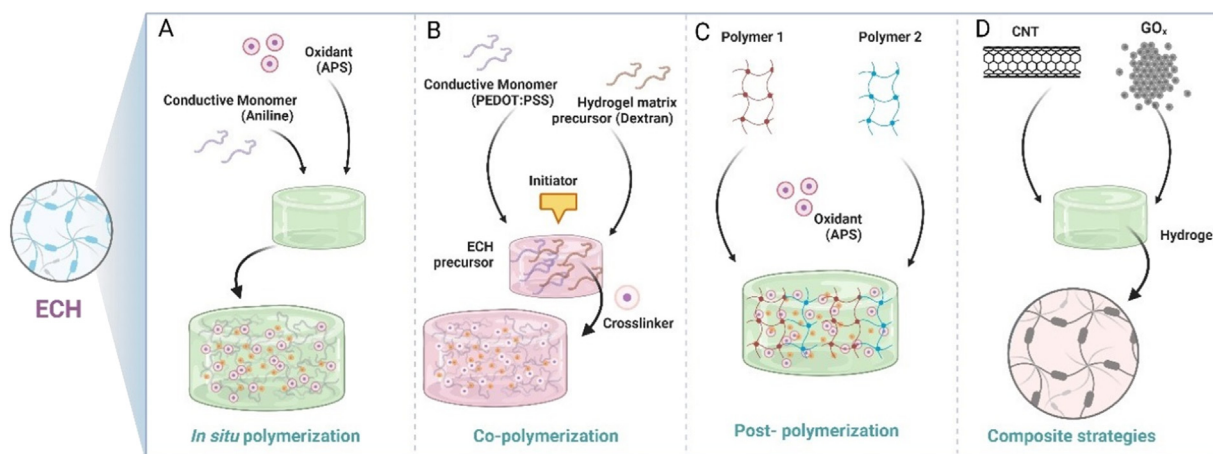 ECH
A
Oxidant
(APS)
Conductive Monomer
(Aniline)
In situ polymerization
B
Conductive Monomer
(PEDOT:PSS)
Hydrogel matrix
precursor (Dextran)
Initiator
ECH
precursor
Crosslinker
Co-polymerization
C
Polymer 1
Polymer 2
Oxidant
(APS)
Post- polymerization
D
CNT
GOₓ
Hydroge
Composite strategies